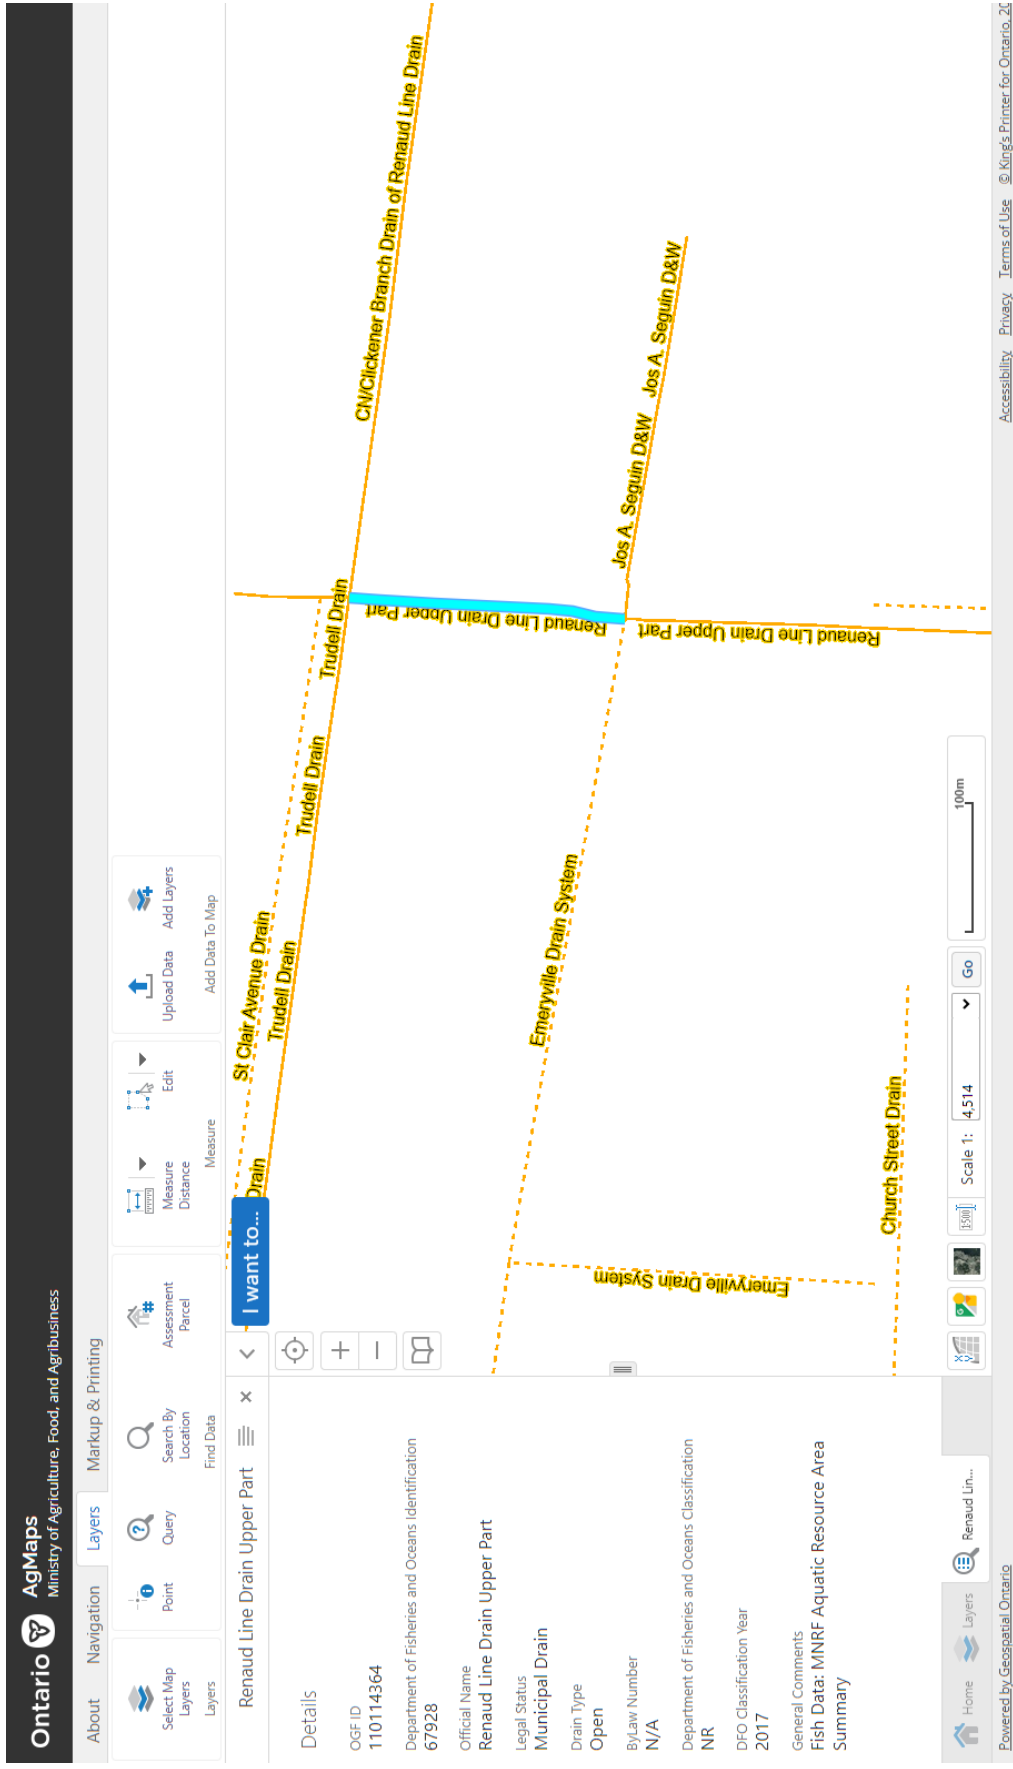 Ontario AgMaps
Ministry of Agriculture, Food, and Agribusiness
About Navigation Layers Markup & Printing
Select Map
Layers
Layers
Point
Query
Search By
Location
Find Data
Assessment
Parcel
Measure
Distance
Edit
Measure
Upload Data
Add Layers
Add Data To Map
Renaud Line Drain Upper Part
Details
OGF ID
110114364
Department of Fisheries and Oceans Identification
67928
Official Name
Renaud Line Drain Upper Part
Legal Status
Municipal Drain
Drain Type
Open
ByLaw Number
N/A
Department of Fisheries and Oceans Classification
NR
DFO Classification Year
2017
General Comments
Fish Data: MNRF Aquatic Resource Area
Summary
Home Layers Renaud Lin...
I want to...
Drain
St Clair Avenue Drain
Trudell Drain
Trudell Drain
Trudell Drain
CN/Clickener Branch Drain of Renaud Line Drain
Renaud Line Drain Upper Part
Jos A. Seguin D&W
Jos A. Seguin D&W
Renaud Line Drain Upper Part
Emeryville Drain System
Emeryville Drain System
Church Street Drain
1:500
Scale 1: 4,514 Go
100m
Powered by Geospatial Ontario
Accessibility Privacy Terms of Use © King's Printer for Ontario, 20